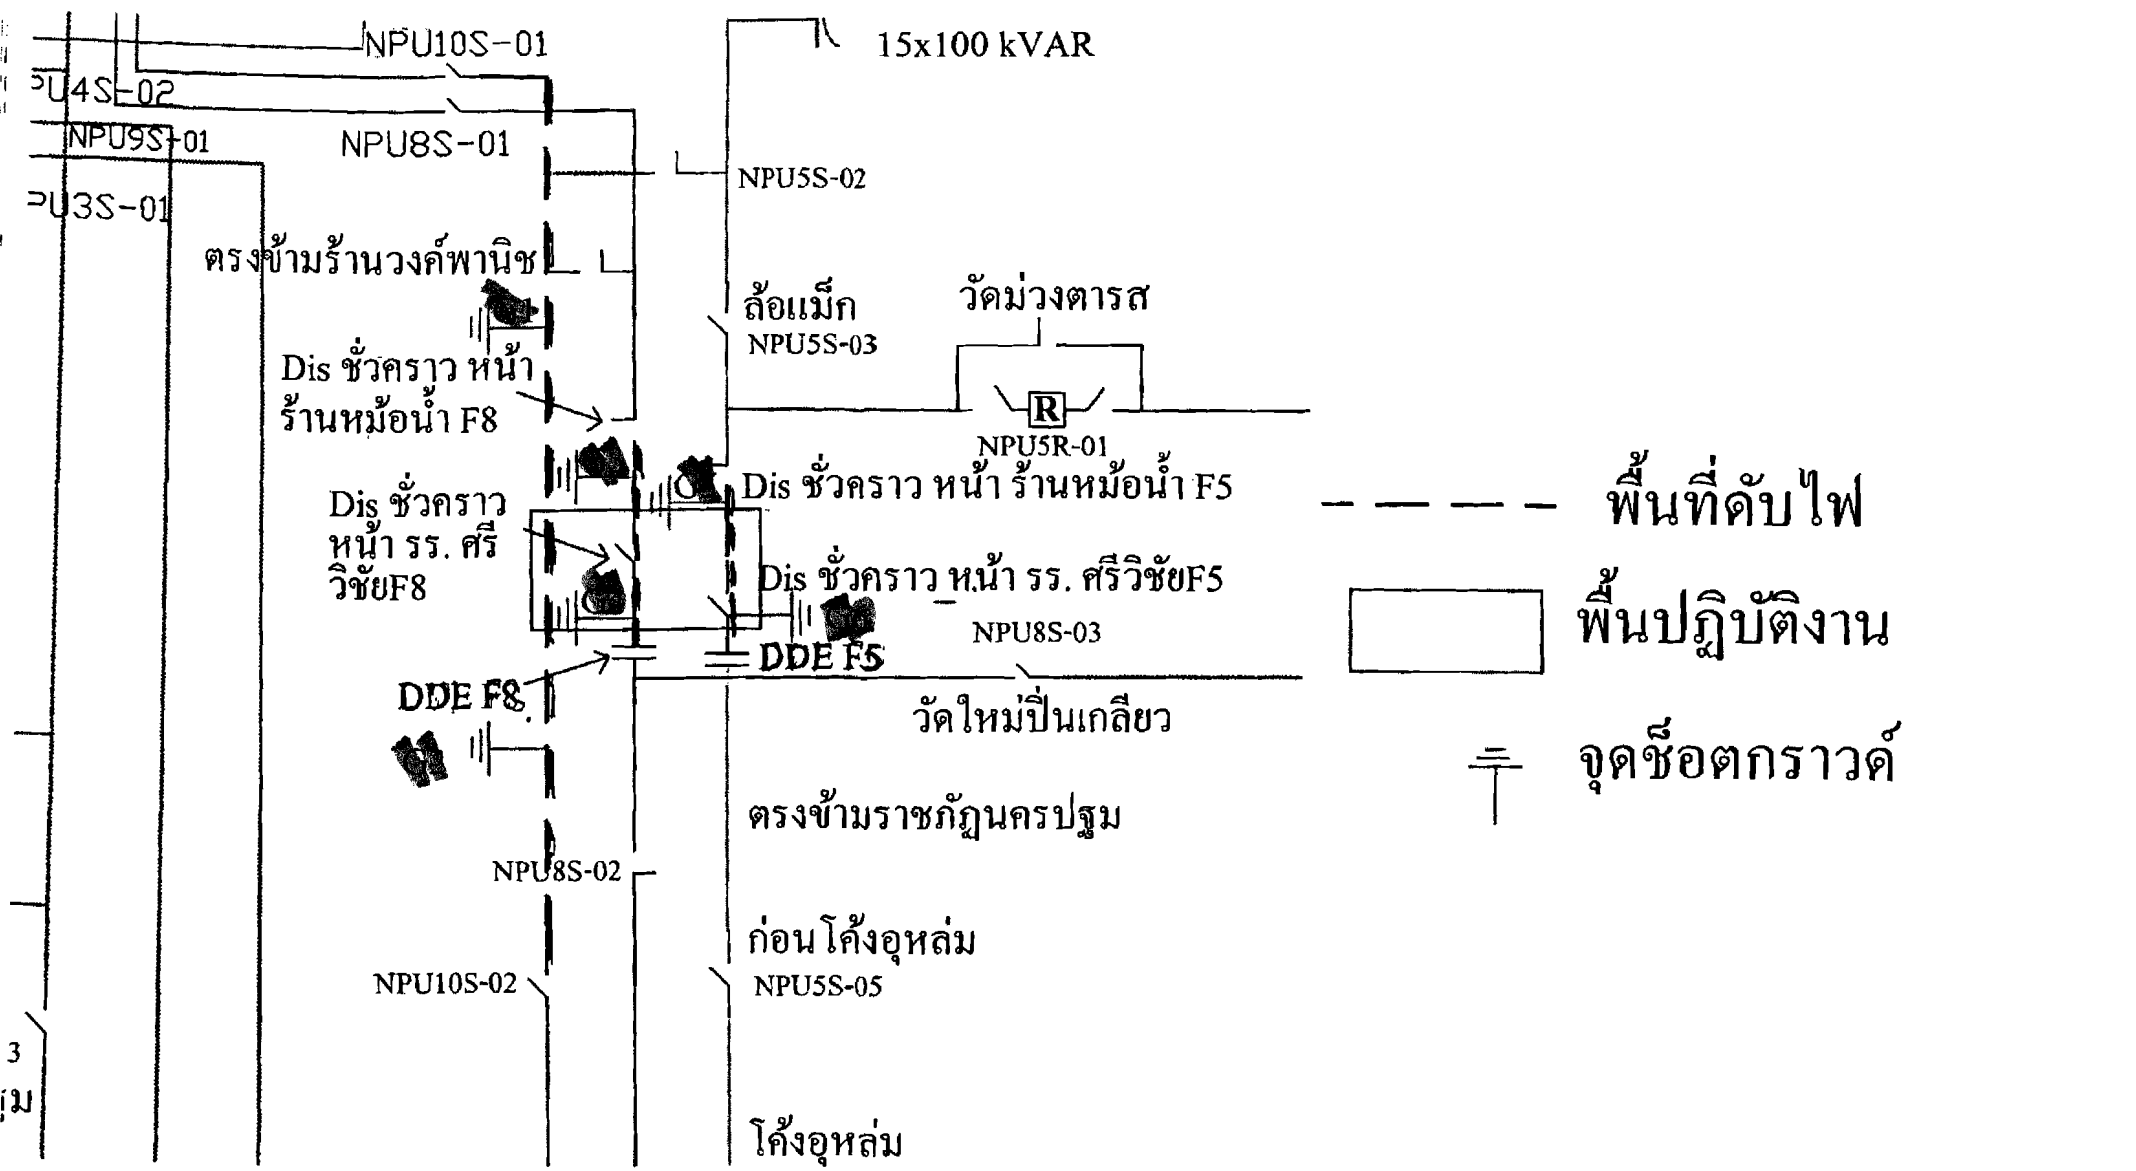 NPU10S-01
15x100 kVAR
PU4S-02
NPU9S-01
NPU8S-01
NPU5S-02
PU3S-01
ตรงข้ามร้านวงค์พานิช
ล้อแม็ก
NPU5S-03
วัดม่วงตารส
Dis ชั่วคราว หน้า
ร้านหม้อน้ำ F8
R
NPU5R-01
Dis ชั่วคราว หน้า ร้านหม้อน้ำ F5
พื้นที่ดับไฟ
Dis ชั่วคราว
หน้า รร. ศรี
วิชัยF8
Dis ชั่วคราว หน้า รร. ศรีวิชัยF5
พื้นปฏิบัติงาน
NPU8S-03
DDE F5
DDE F8
วัดใหม่ปิ่นเกลียว
จุดช็อตกราวด์
ตรงข้ามราชภัฏนครปฐม
NPU8S-02
ก่อนโค้งอุหล่ม
NPU10S-02
NPU5S-05
3
โค้งอุหล่ม